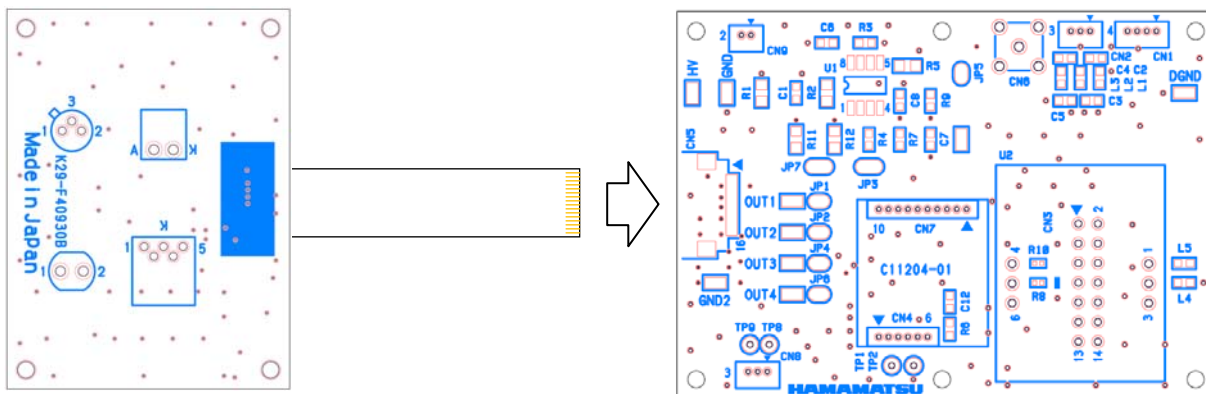 3
1
2
A
K
K29-F40930B
Made in Japan
K
1
5
1
2
2
CN9
C6
R3
3
CN2
4
CN1
CN6
HV
GND
R1
C1
R2
8
U1
5
1
4
R5
JP5
C8
R9
C4
C2
L3
L2
L1
C5
C3
DGND
CN5
R11
R12
R4
R7
C7
JP7
JP3
U2
16
OUT1
JP1
OUT2
JP2
OUT3
JP4
OUT4
JP6
GND2
10
CN7
C11204-01
C12
R6
CN4
6
CN3
2
4
6
R10
R8
13
14
1
3
L5
L4
TP9
TP8
CN8
3
TP1
TP2
HAMAMATSU